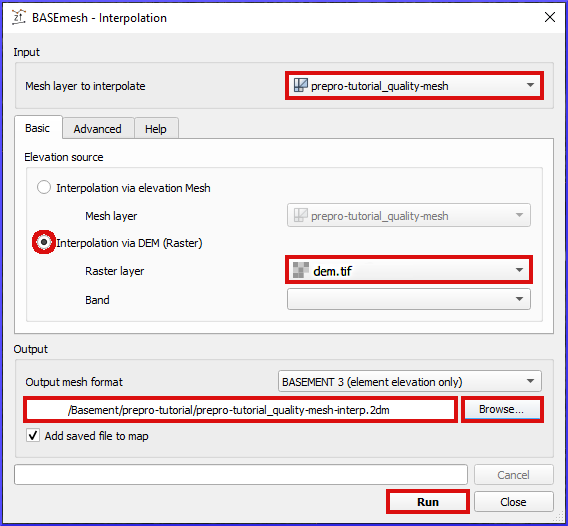 BASEmesh - Interpolation
Input
Mesh layer to interpolate prepro-tutorial_quality-mesh
Basic Advanced Help
Elevation source
Interpolation via elevation Mesh
Mesh layer prepro-tutorial_quality-mesh
Interpolation via DEM (Raster)
Raster layer dem.tif
Band
Output
Output mesh format BASEMENT 3 (element elevation only)
/Basement/prepro-tutorial/prepro-tutorial_quality-mesh-interp.2dm Browse...
Add saved file to map
Cancel
Run Close